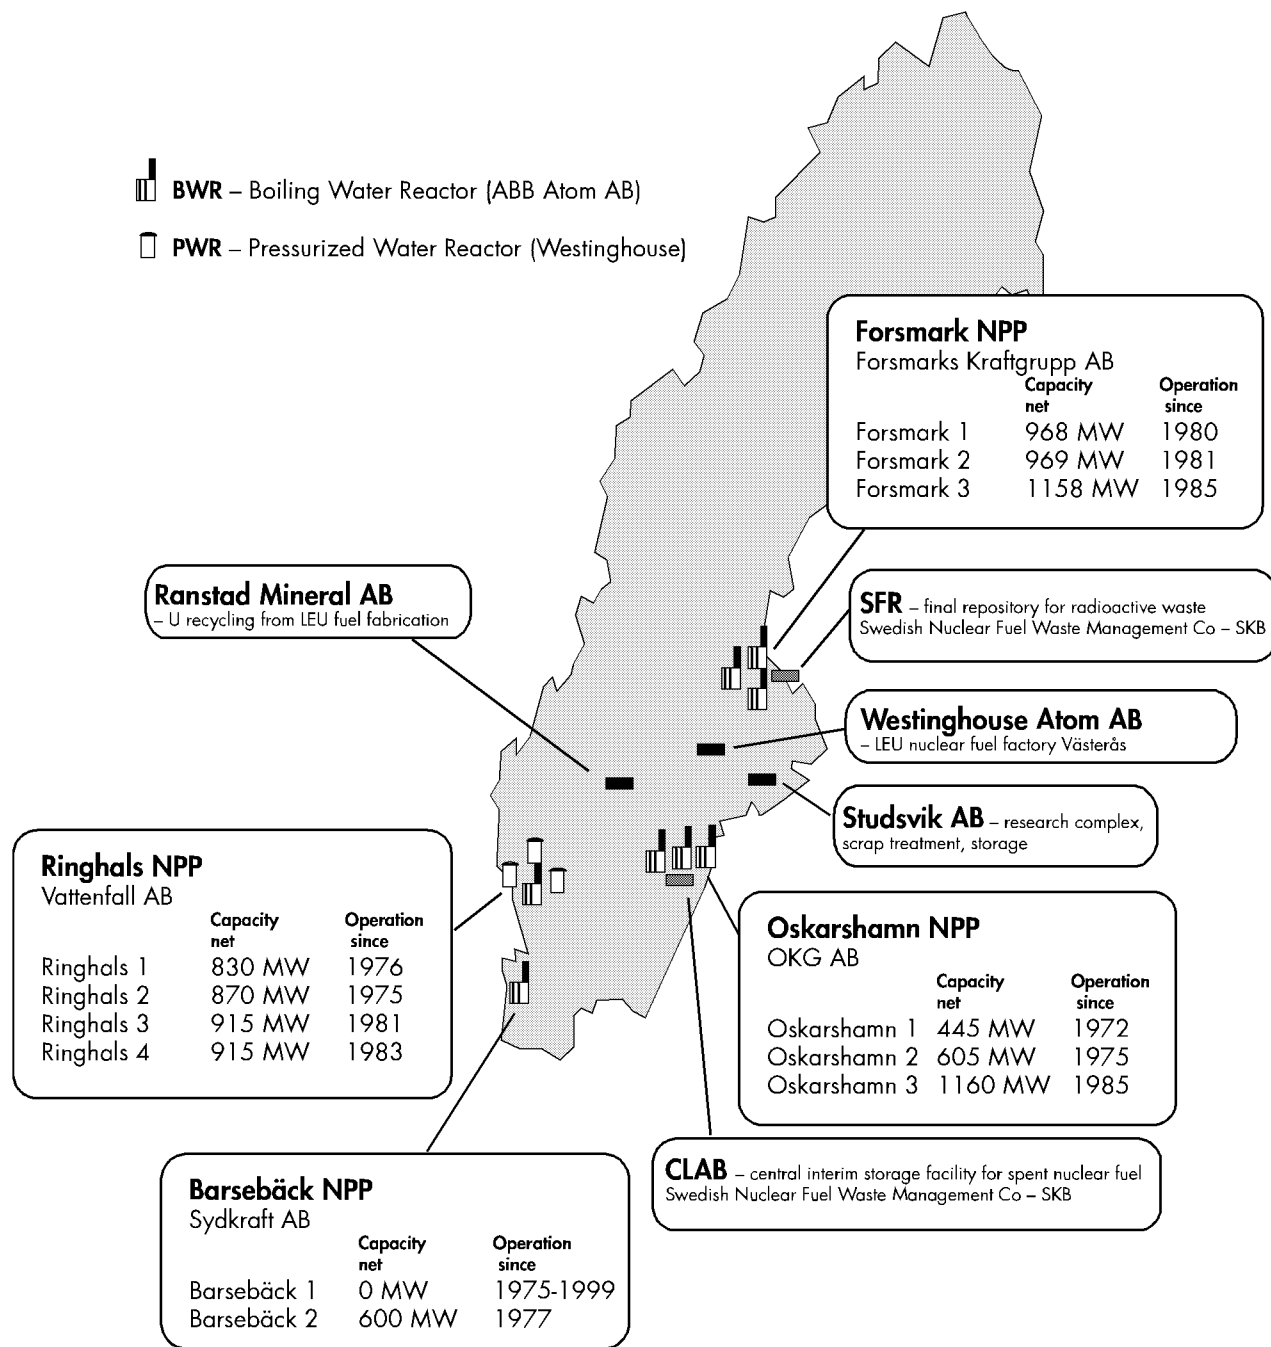 BWR – Boiling Water Reactor (ABB Atom AB)
PWR – Pressurized Water Reactor (Westinghouse)
Forsmark NPP
Forsmarks Kraftgrupp AB
Capacity Operation
net since
Forsmark 1 968 MW 1980
Forsmark 2 969 MW 1981
Forsmark 3 1158 MW 1985
Ranstad Mineral AB
– U recycling from LEU fuel fabrication
SFR – final repository for radioactive waste
Swedish Nuclear Fuel Waste Management Co – SKB
Westinghouse Atom AB
– LEU nuclear fuel factory Västerås
Studsvik AB – research complex,
scrap treatment, storage
Ringhals NPP
Vattenfall AB
Capacity Operation
net since
Ringhals 1 830 MW 1976
Ringhals 2 870 MW 1975
Ringhals 3 915 MW 1981
Ringhals 4 915 MW 1983
Oskarshamn NPP
OKG AB
Capacity Operation
net since
Oskarshamn 1 445 MW 1972
Oskarshamn 2 605 MW 1975
Oskarshamn 3 1160 MW 1985
CLAB – central interim storage facility for spent nuclear fuel
Swedish Nuclear Fuel Waste Management Co – SKB
Barsebäck NPP
Sydkraft AB
Capacity Operation
net since
Barsebäck 1 0 MW 1975-1999
Barsebäck 2 600 MW 1977